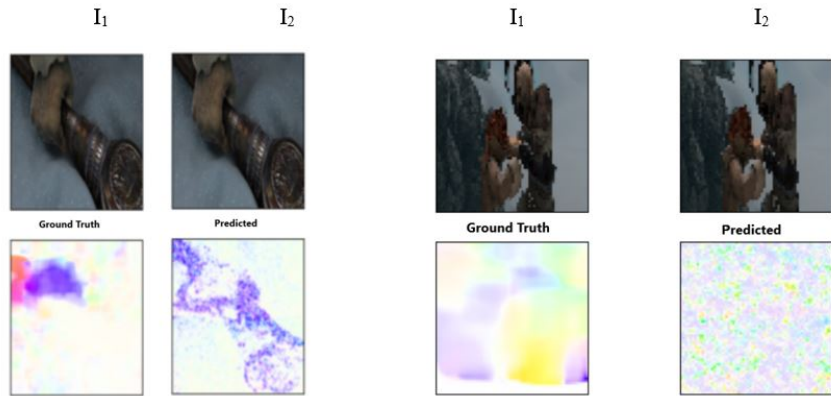 I₁ I₂ I₁ I₂
Ground Truth Predicted Ground Truth Predicted